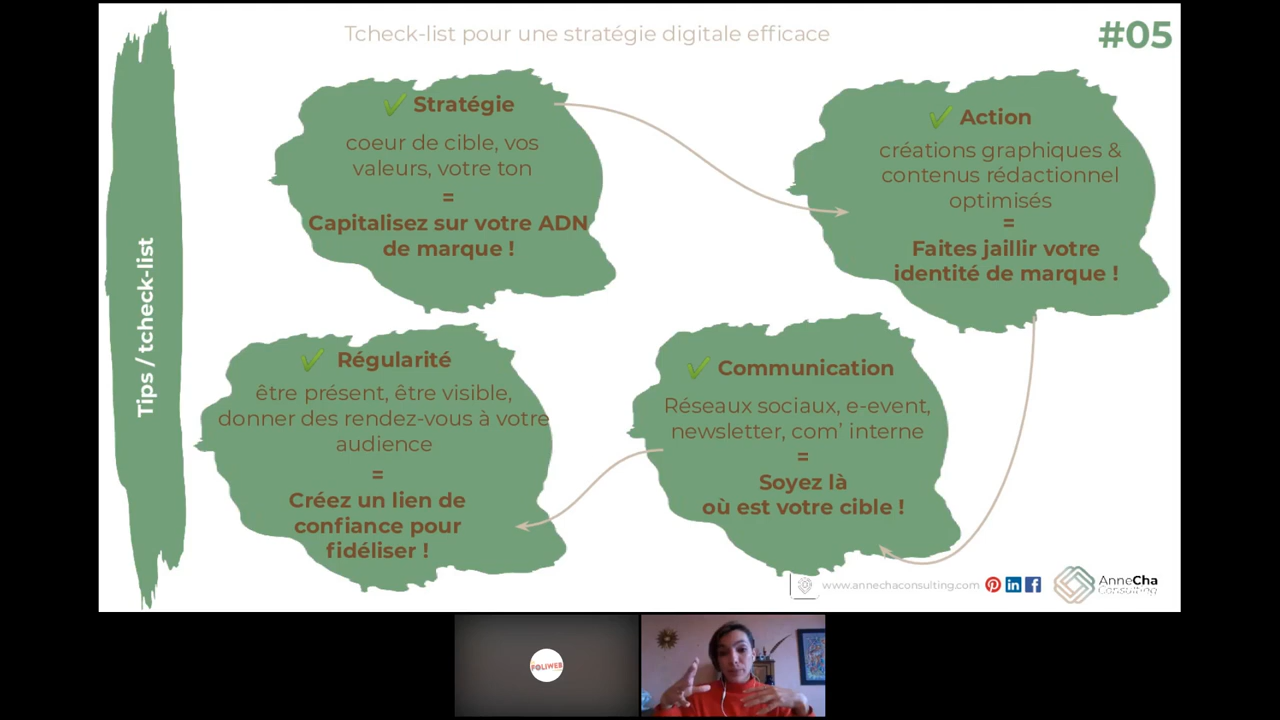 Tcheck-list pour une stratégie digitale efficace
#05
Tips / tcheck-list
Stratégie
coeur de cible, vos
valeurs, votre ton
=
Capitalisez sur votre ADN
de marque !
Action
créations graphiques &
contenus rédactionnel
optimisés
=
Faites jaillir votre
identité de marque !
Communication
Réseaux sociaux, e-event,
newsletter, com’ interne
=
Soyez là
où est votre cible !
Régularité
être présent, être visible,
donner des rendez-vous à votre
audience
=
Créez un lien de
confiance pour
fidéliser !
www.annechaconsulting.com
AnneCha
Consulting
FOLIWEB